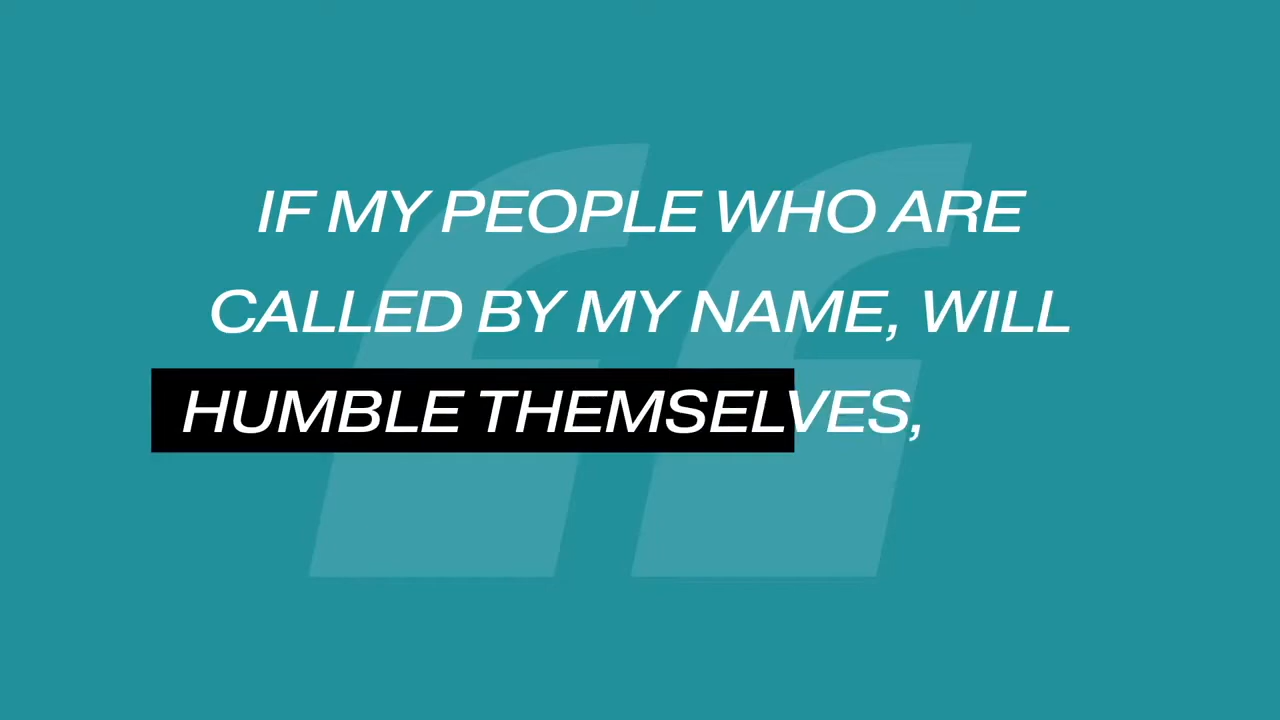 IF MY PEOPLE WHO ARE
CALLED BY MY NAME, WILL
HUMBLE THEMSELVES,